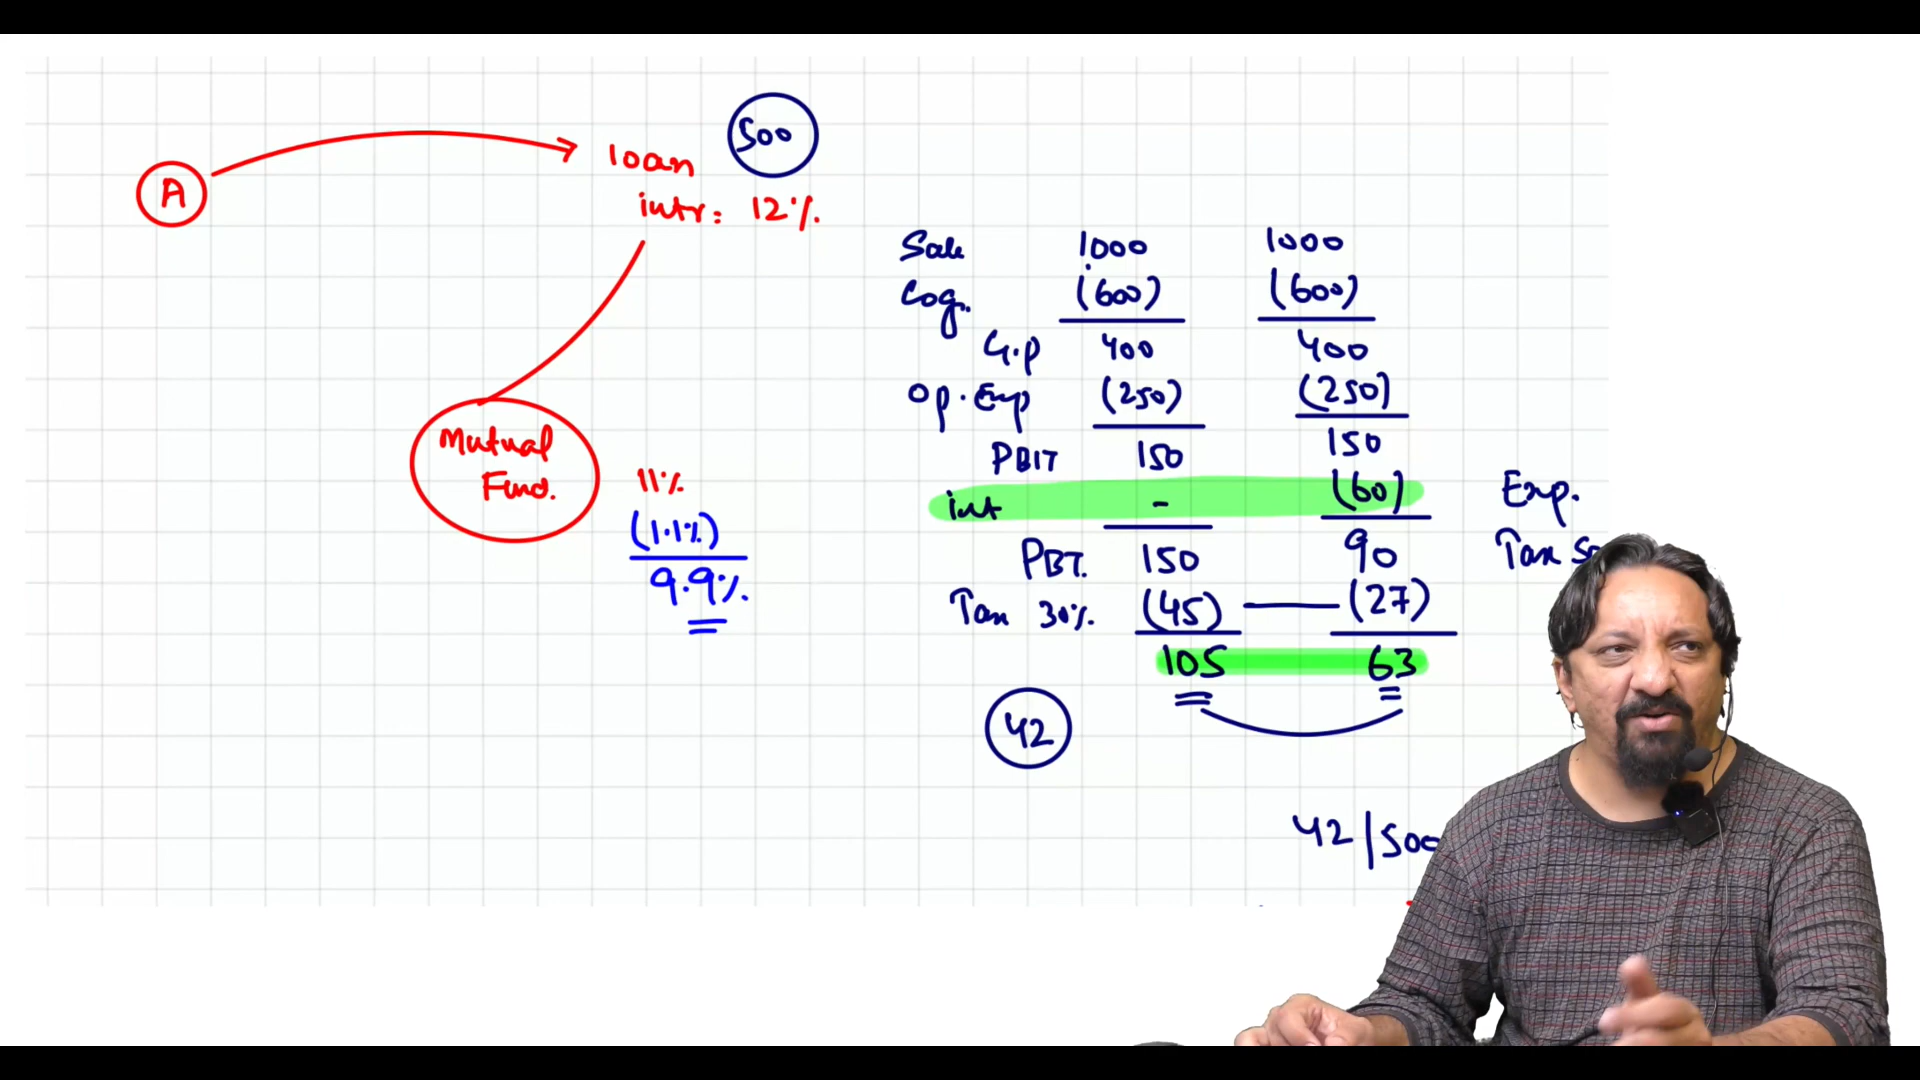 A
loan
500
intr: 12%.
Mutual
Fund.
11%
(1.1%)
9.9%.
Sale 1000 1000
Cog. (600) (600)
G.P 400 400
Op. Exp (250) (250)
PBIT 150 150
int - (60) Exp.
PBT. 150 90 Tax
Tax 30%. (45) (27)
105 63
42
42/500